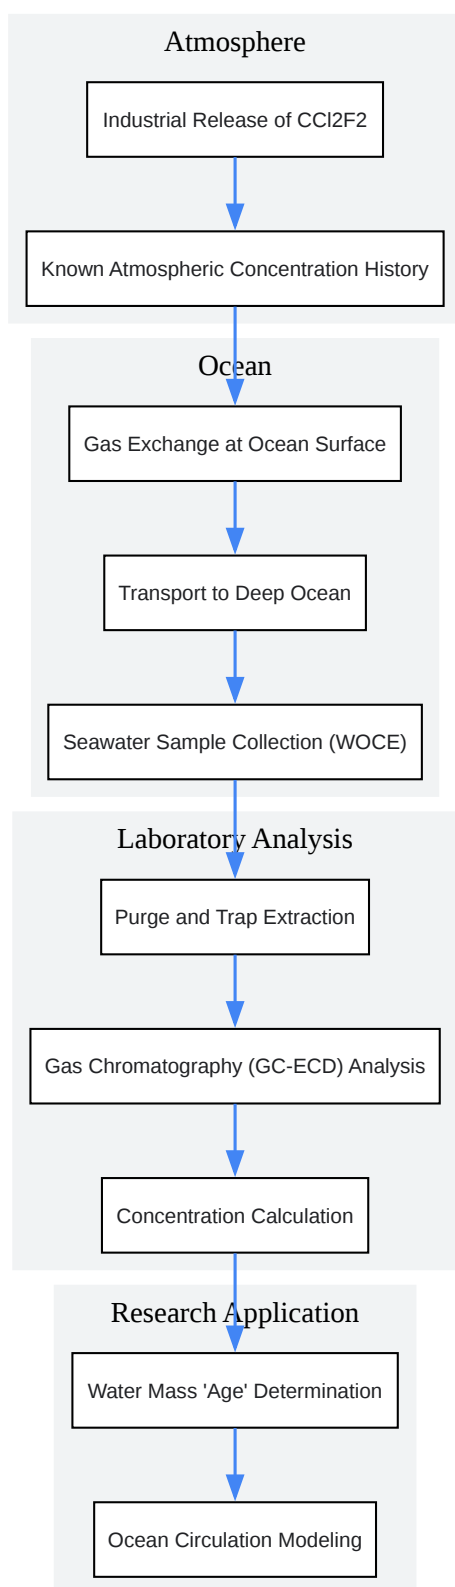 Atmosphere
Industrial Release of CCl2F2
Known Atmospheric Concentration History
Ocean
Gas Exchange at Ocean Surface
Transport to Deep Ocean
Seawater Sample Collection (WOCE)
Laboratory Analysis
Purge and Trap Extraction
Gas Chromatography (GC-ECD) Analysis
Concentration Calculation
Research Application
Water Mass 'Age' Determination
Ocean Circulation Modeling